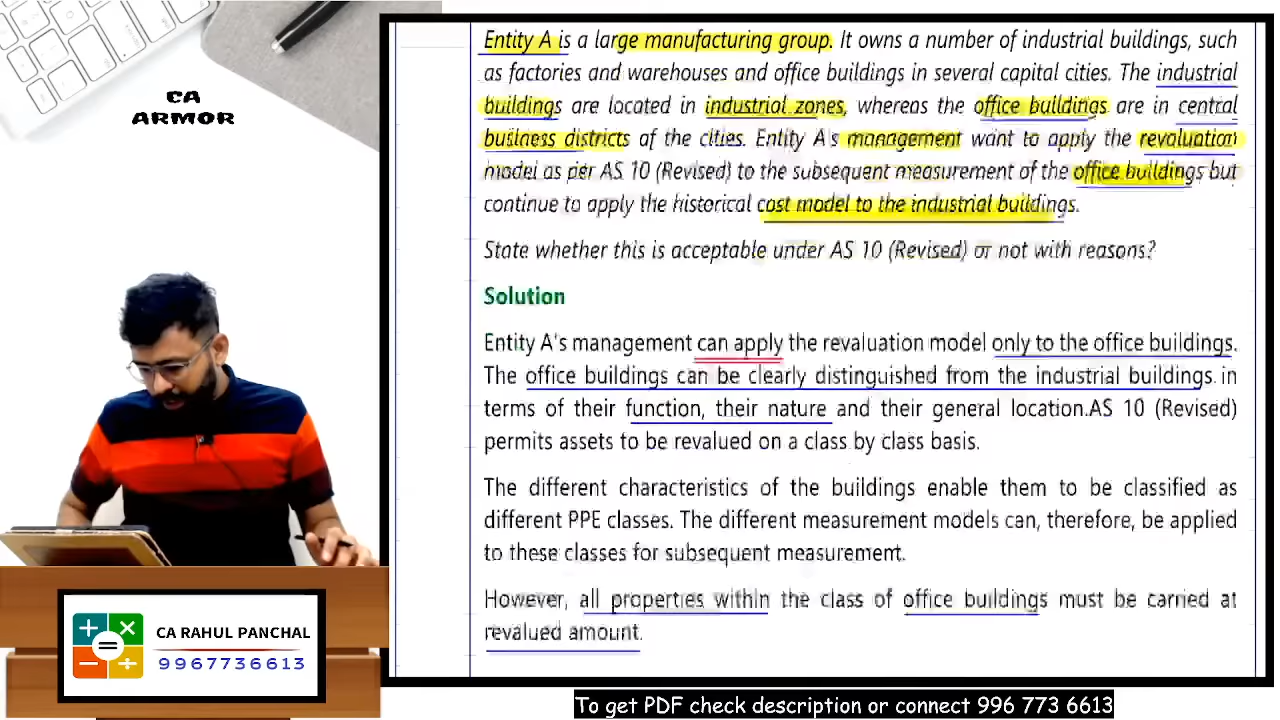 CA
ARMOR
Entity A is a large manufacturing group. It owns a number of industrial buildings, such
as factories and warehouses and office buildings in several capital cities. The industrial
buildings are located in industrial zones, whereas the office buildings are in central
business districts of the cities. Entity A's management want to apply the revaluation
model as per AS 10 (Revised) to the subsequent measurement of the office buildings but
continue to apply the historical cost model to the industrial buildings.
State whether this is acceptable under AS 10 (Revised) or not with reasons?
Solution
Entity A's management can apply the revaluation model only to the office buildings.
The office buildings can be clearly distinguished from the industrial buildings in
terms of their function, their nature and their general location.AS 10 (Revised)
permits assets to be revalued on a class by class basis.
The different characteristics of the buildings enable them to be classified as
different PPE classes. The different measurement models can, therefore, be applied
to these classes for subsequent measurement.
However, all properties within the class of office buildings must be carried at
revalued amount.
CA RAHUL PANCHAL
9967736613
To get PDF check description or connect 996 773 6613